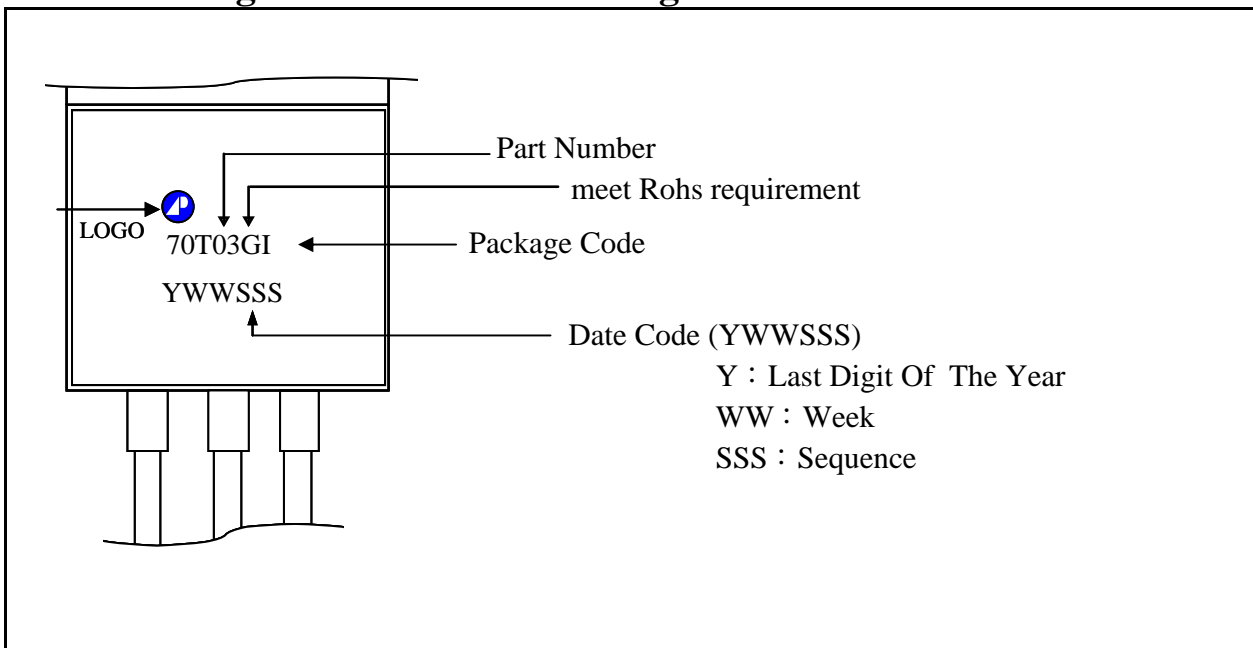 Part Number
meet Rohs requirement
LOGO
70T03GI
Package Code
YWWSSS
Date Code (YWWSSS)
Y：Last Digit Of The Year
WW：Week
SSS：Sequence